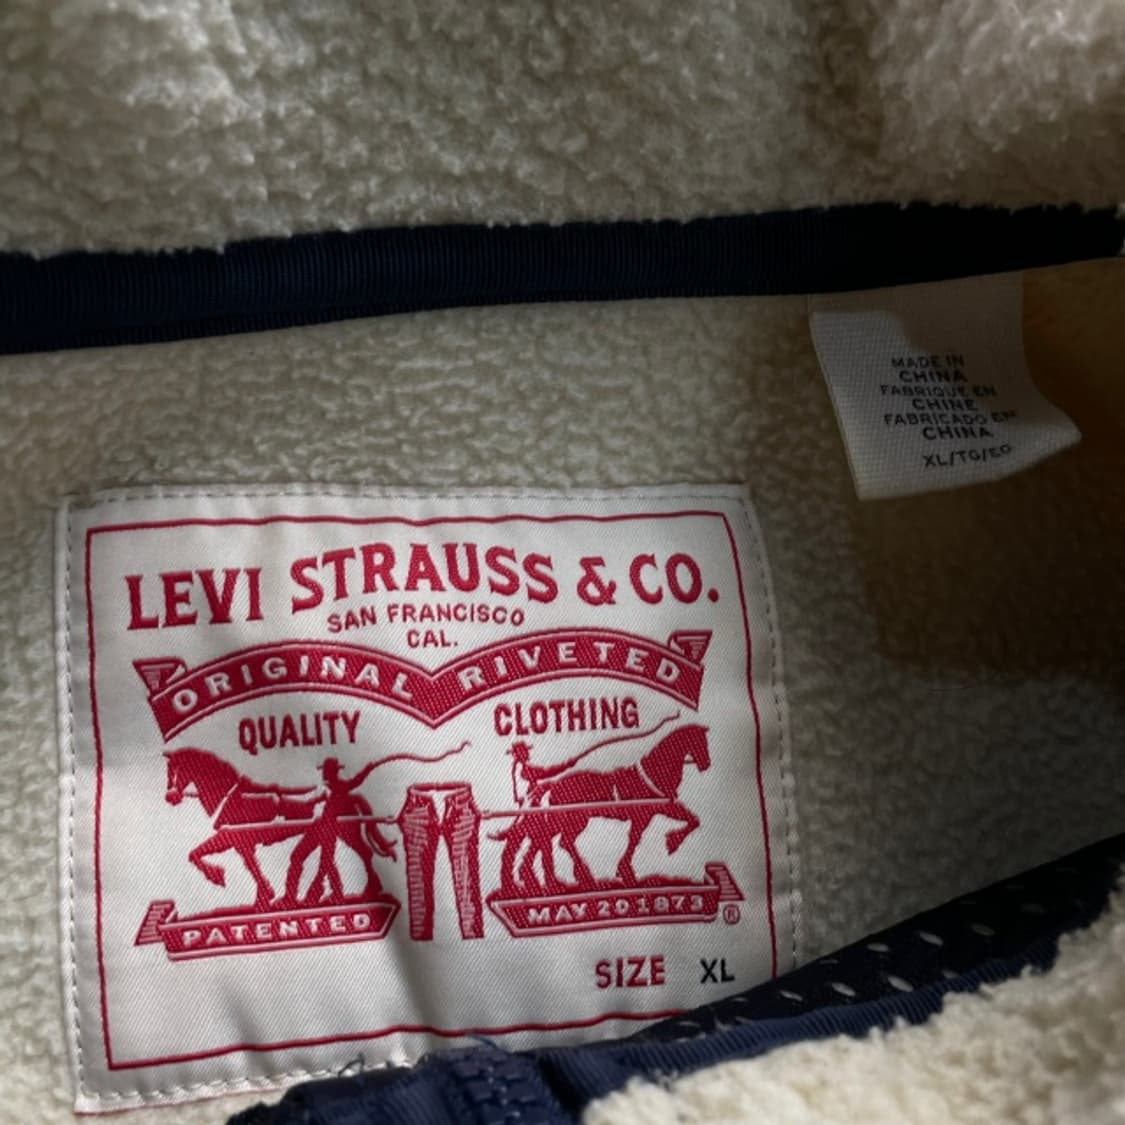 MADE IN
CHINA
FABRIQUE EN
CHINE
FABRICADO EN
CHINA
XL/TG/EG
LEVI STRAUSS & CO.
SAN FRANCISCO
CAL.
ORIGINAL RIVETED
QUALITY CLOTHING
PATENTED MAY 20 1873 ®
SIZE XL